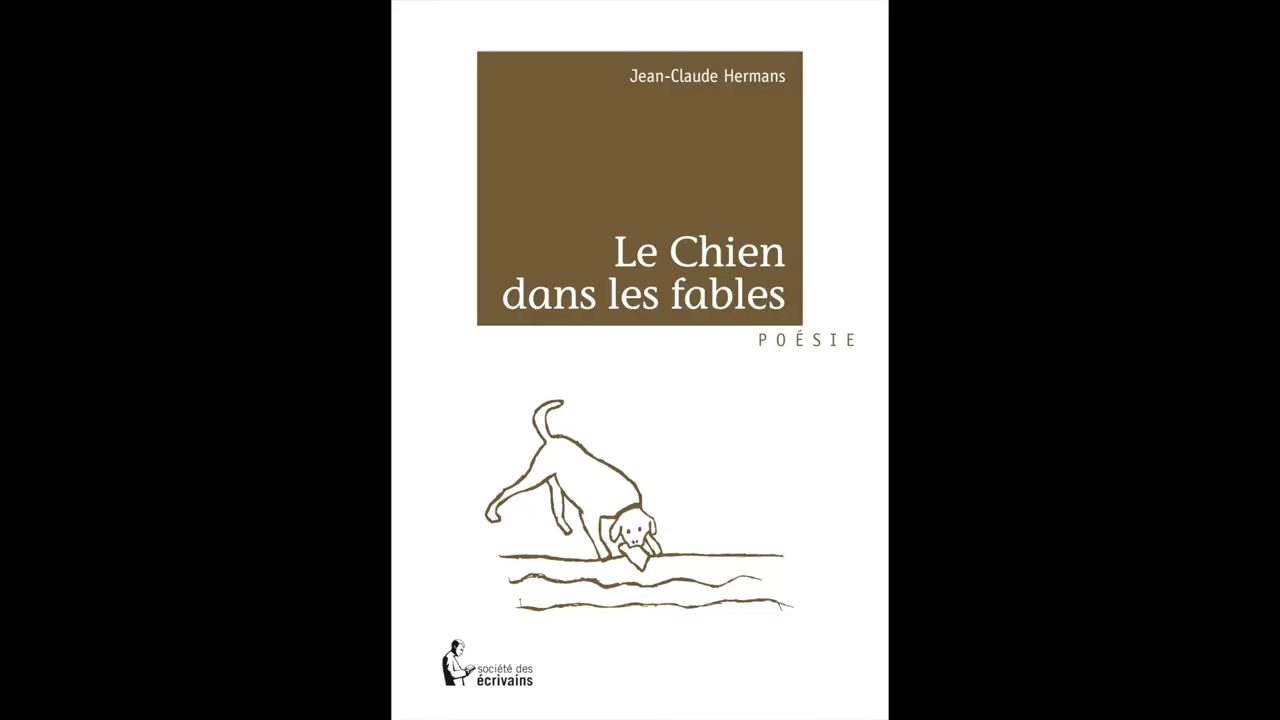 Jean-Claude Hermans
Le Chien
dans les fables
POÉSIE
société des
écrivains